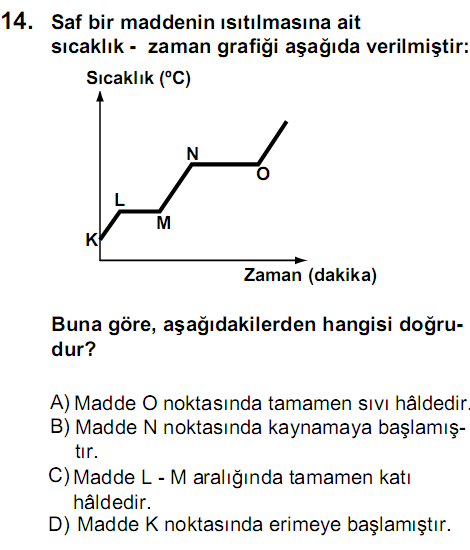 14. Saf bir maddenin ısıtılmasına ait
sıcaklık - zaman grafiği aşağıda verilmiştir:
Sıcaklık (ºC)
N
O
L
M
K
Zaman (dakika)
Buna göre, aşağıdakilerden hangisi doğru-
dur?
A) Madde O noktasında tamamen sıvı hâldedir.
B) Madde N noktasında kaynamaya başlamış-
tır.
C) Madde L - M aralığında tamamen katı
hâldedir.
D) Madde K noktasında erimeye başlamıştır.